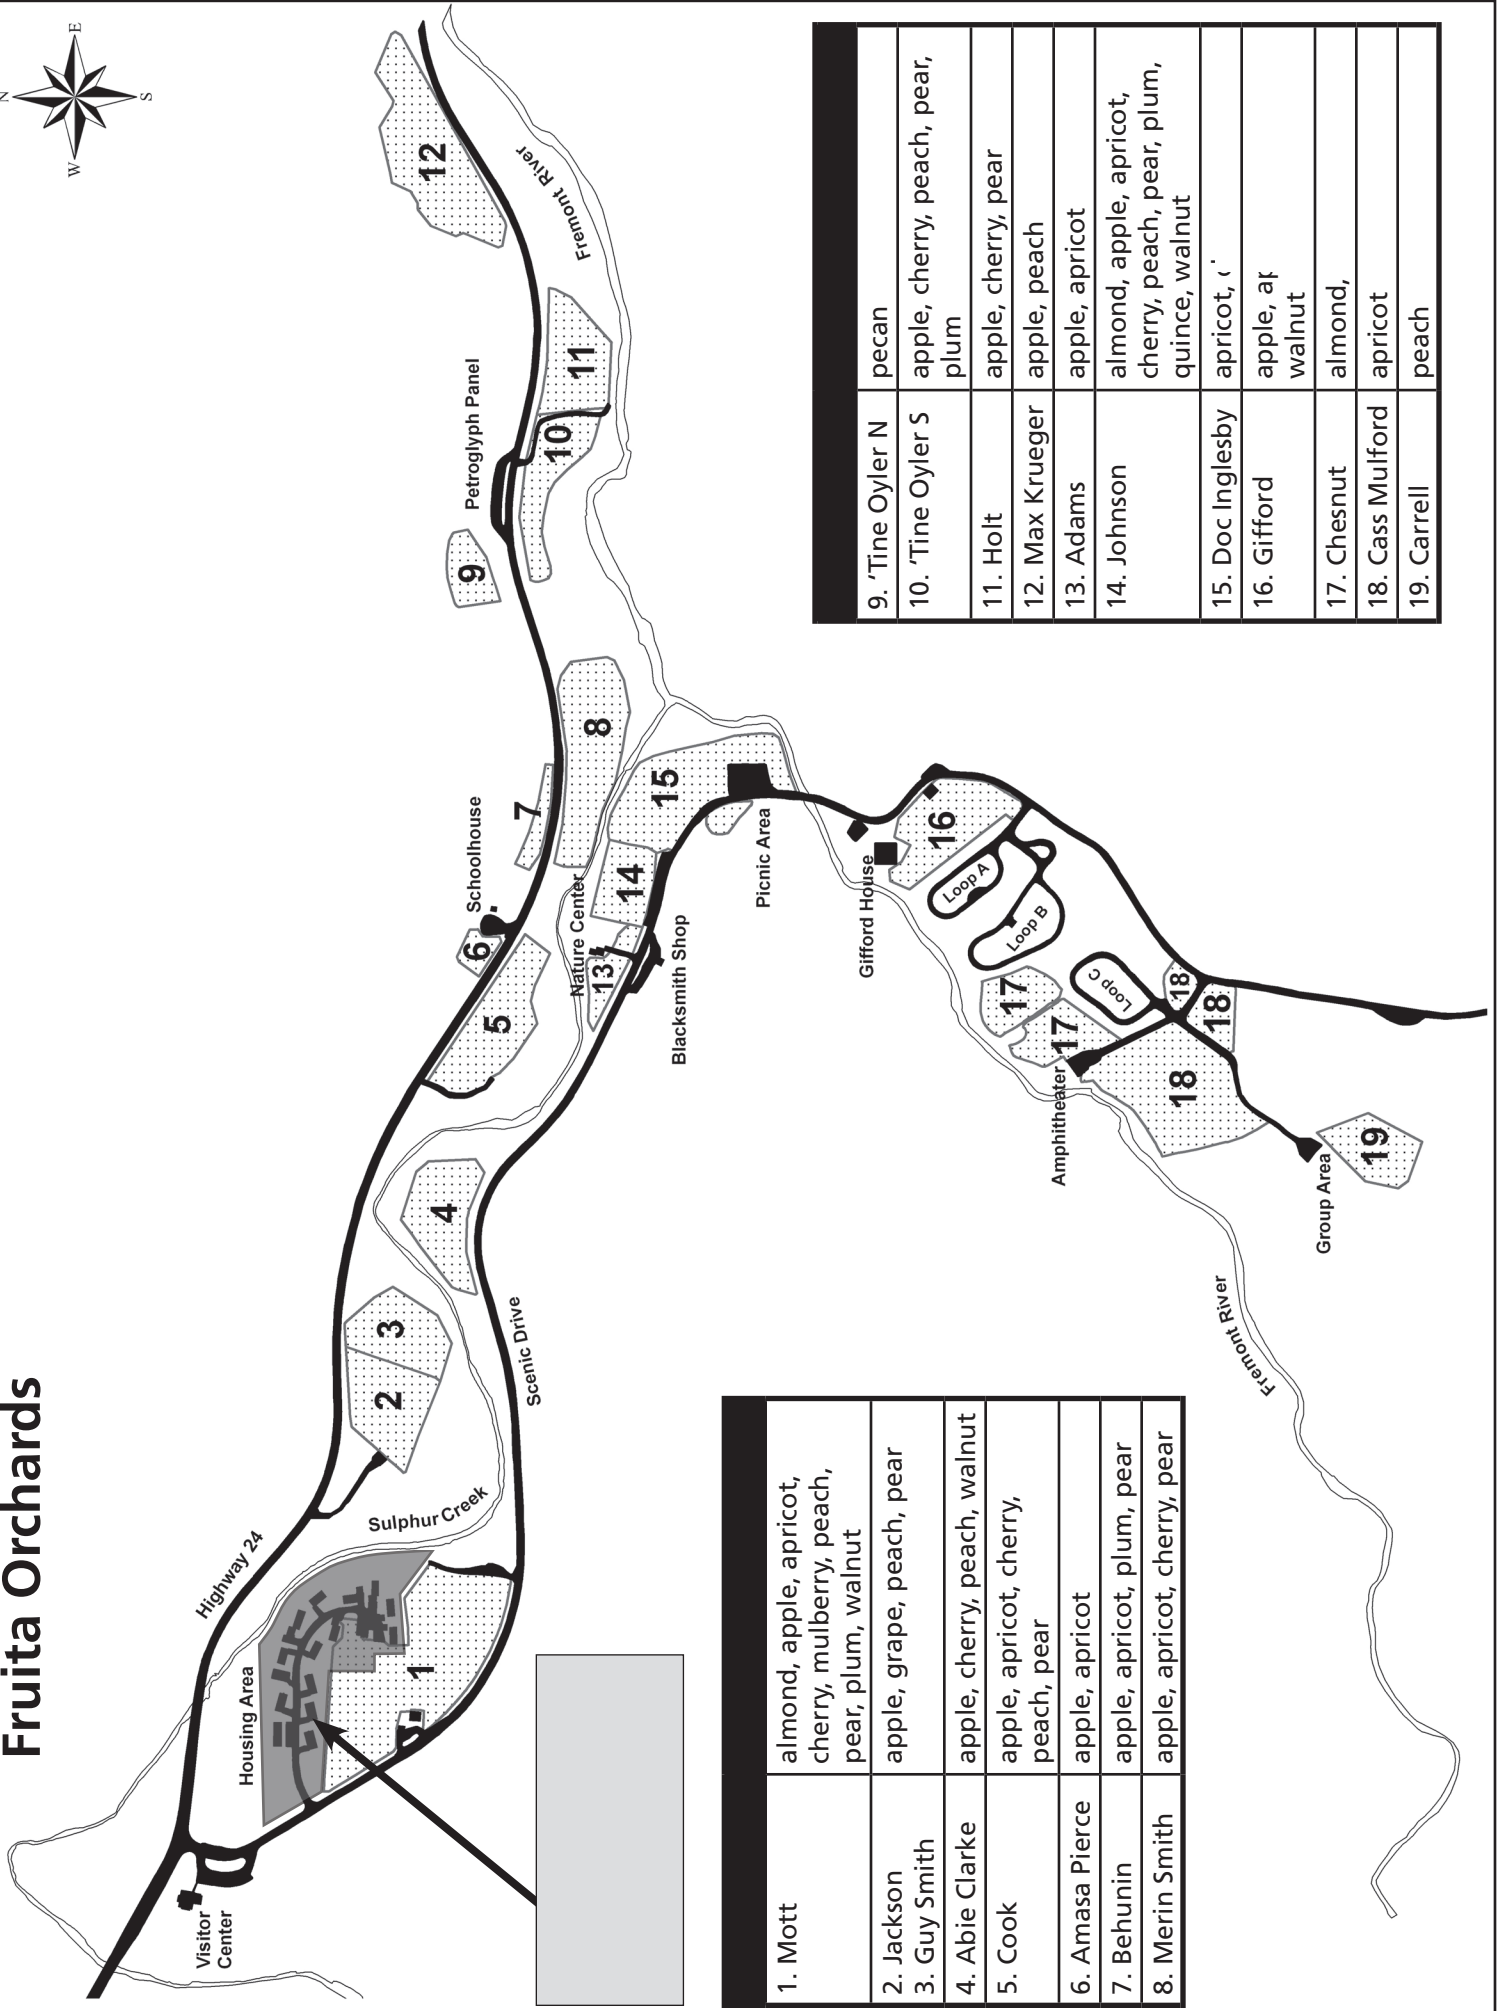 Fruita Orchards
N
E
S
W
Visitor
Center
Housing Area
Highway 24
Sulphur Creek
Scenic Drive
1
2
3
4
5
6
Schoolhouse
7
8
9
Petroglyph Panel
10
11
12
Fremont River
Nature Center
13
14
15
Blacksmith Shop
Picnic Area
Gifford House
16
Loop A
Loop B
Loop C
17
17
Amphitheater
18
18
18
Group Area
19
Fremont River
1. Mott almond, apple, apricot,
cherry, mulberry, peach,
pear, plum, walnut
2. Jackson apple, grape, peach, pear
3. Guy Smith
4. Abie Clarke apple, cherry, peach, walnut
5. Cook apple, apricot, cherry,
peach, pear
6. Amasa Pierce apple, apricot
7. Behunin apple, apricot, plum, pear
8. Merin Smith apple, apricot, cherry, pear
9. 'Tine Oyler N pecan
10. 'Tine Oyler S apple, cherry, peach, pear,
plum
11. Holt apple, cherry, pear
12. Max Krueger apple, peach
13. Adams apple, apricot
14. Johnson almond, apple, apricot,
cherry, peach, pear, plum,
quince, walnut
15. Doc Inglesby apricot,
16. Gifford apple,
walnut
17. Chesnut almond,
18. Cass Mulford apricot
19. Carrell peach